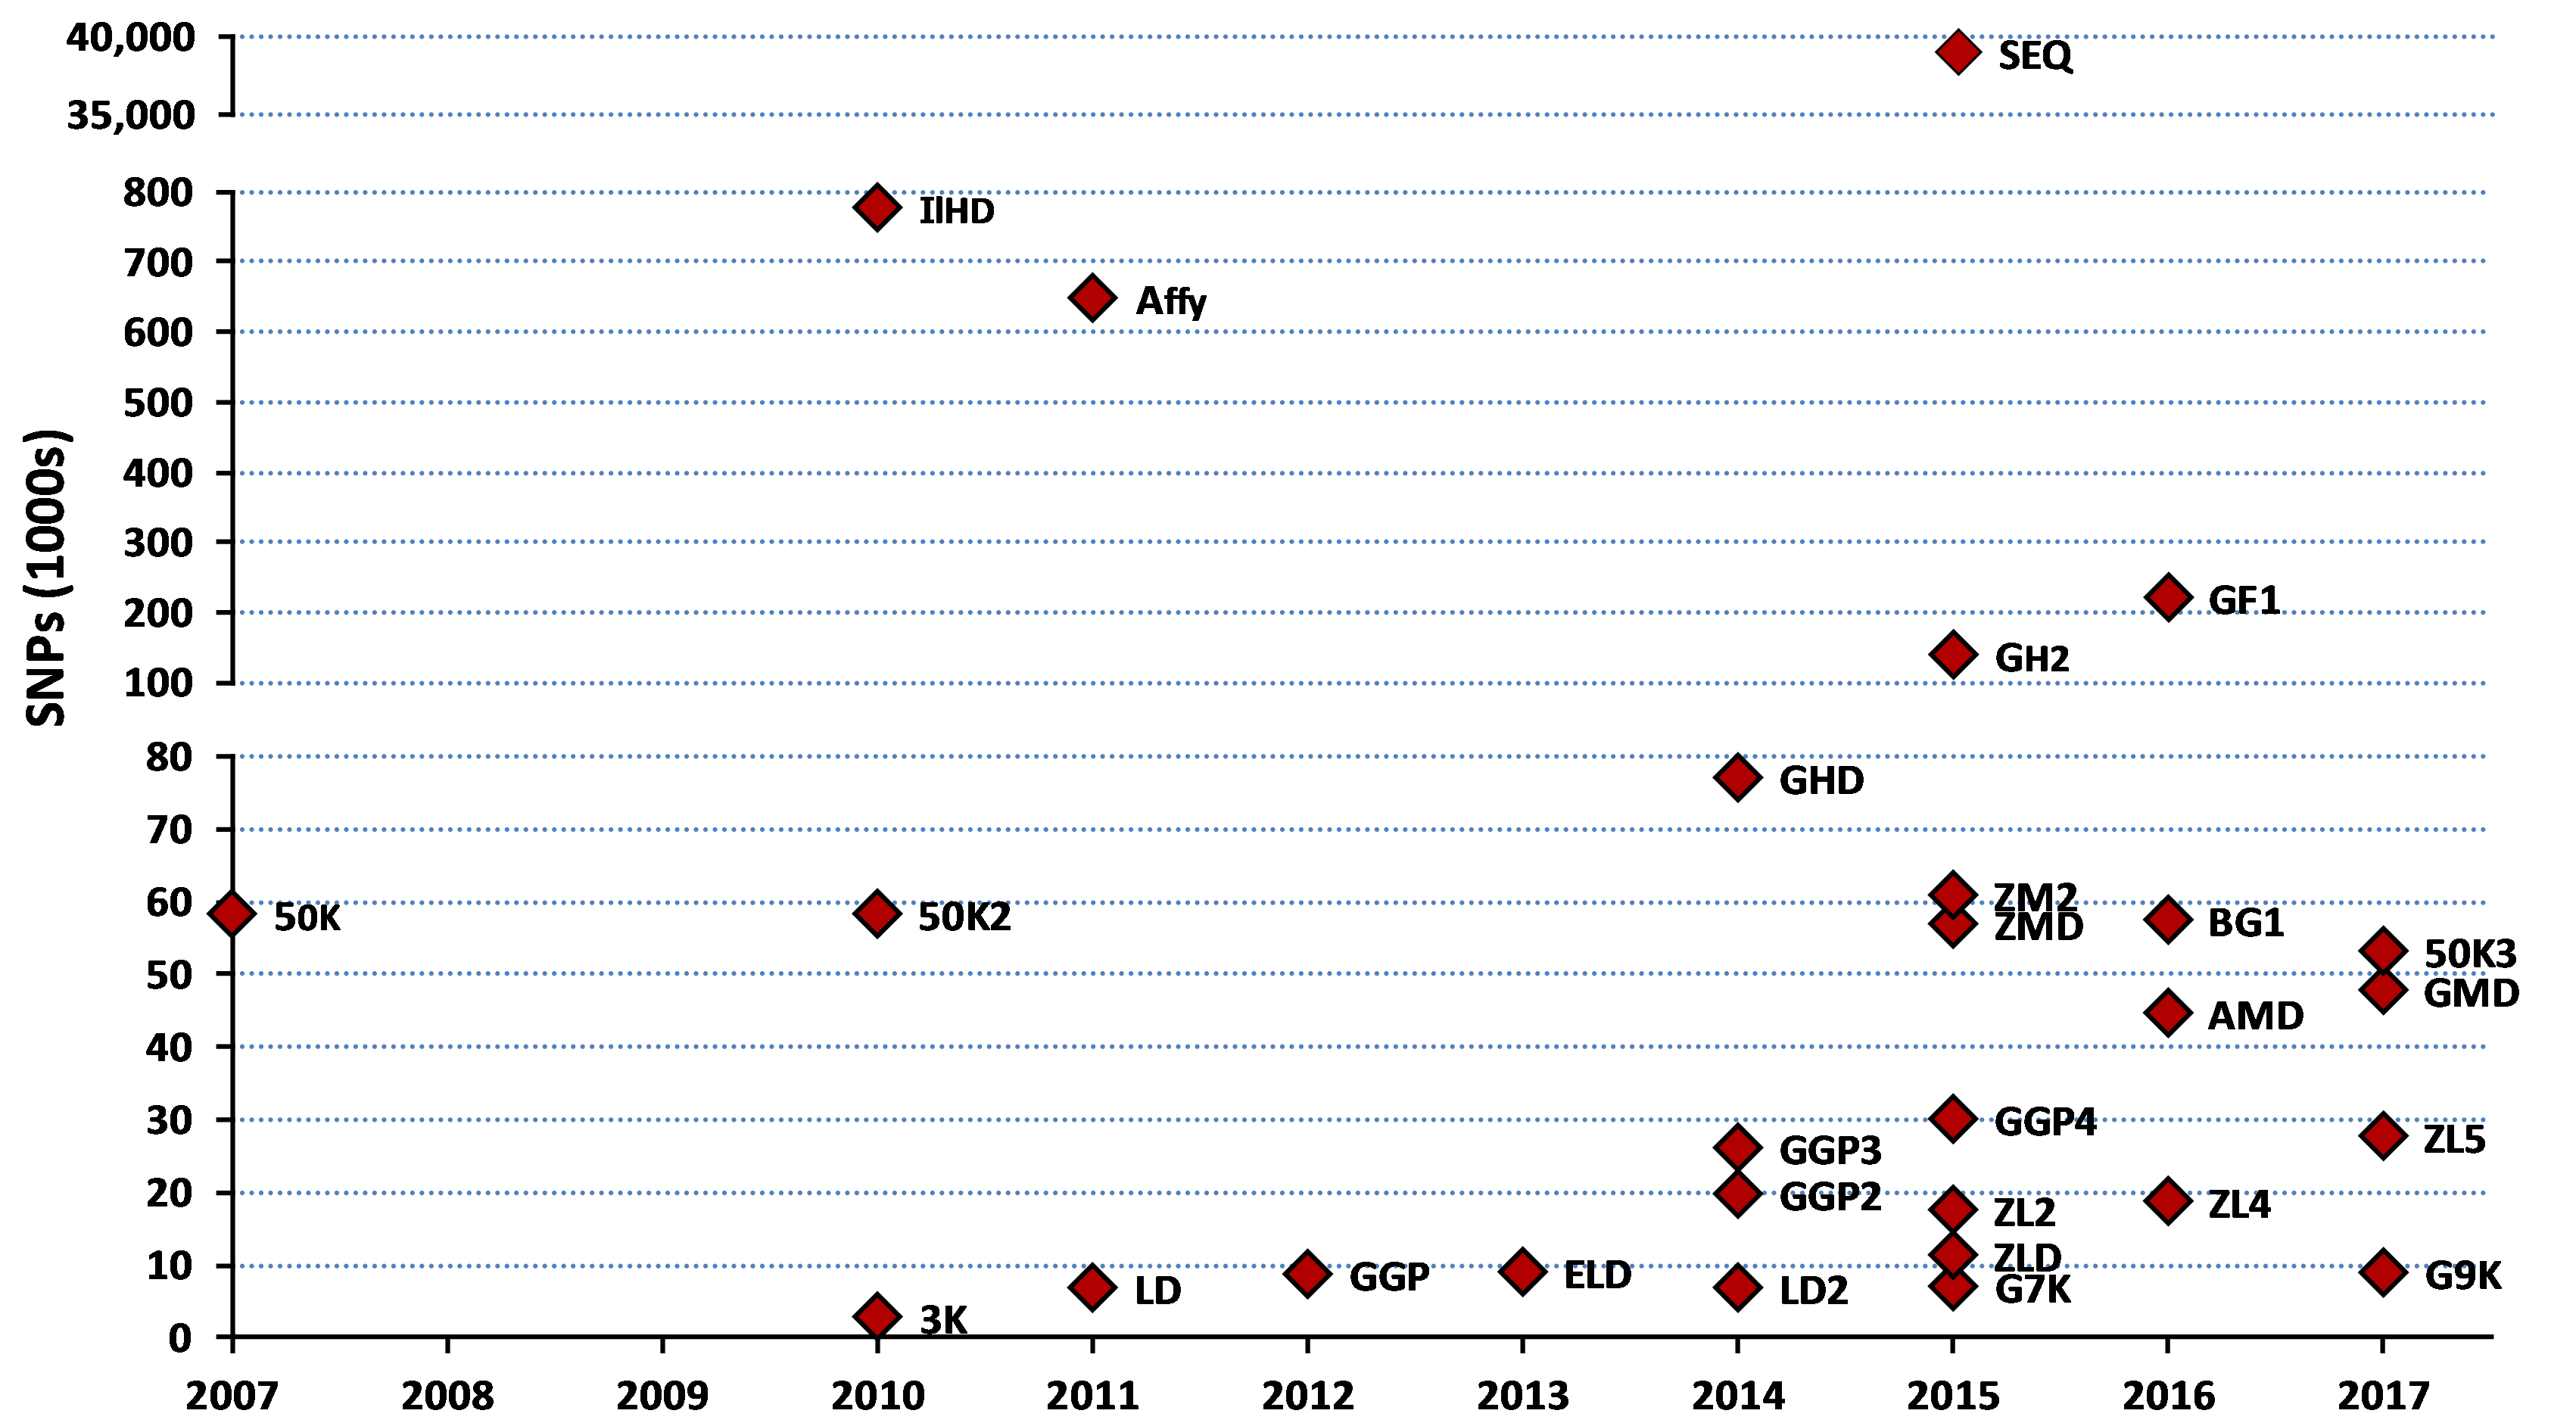 40,000
SEQ
35,000
800
IlHD
700
Affy
600
500
400
300
SNPs (1000s)
GF1
200
GH2
100
80
GHD
70
60
50K
50K2
ZM2
ZMD
BG1
50K3
50
GMD
AMD
40
30
GGP4
ZL5
GGP3
20
GGP2
ZL2
ZL4
10
ZLD
GGP
ELD
G9K
LD
LD2
G7K
3K
0
2007 2008 2009 2010 2011 2012 2013 2014 2015 2016 2017